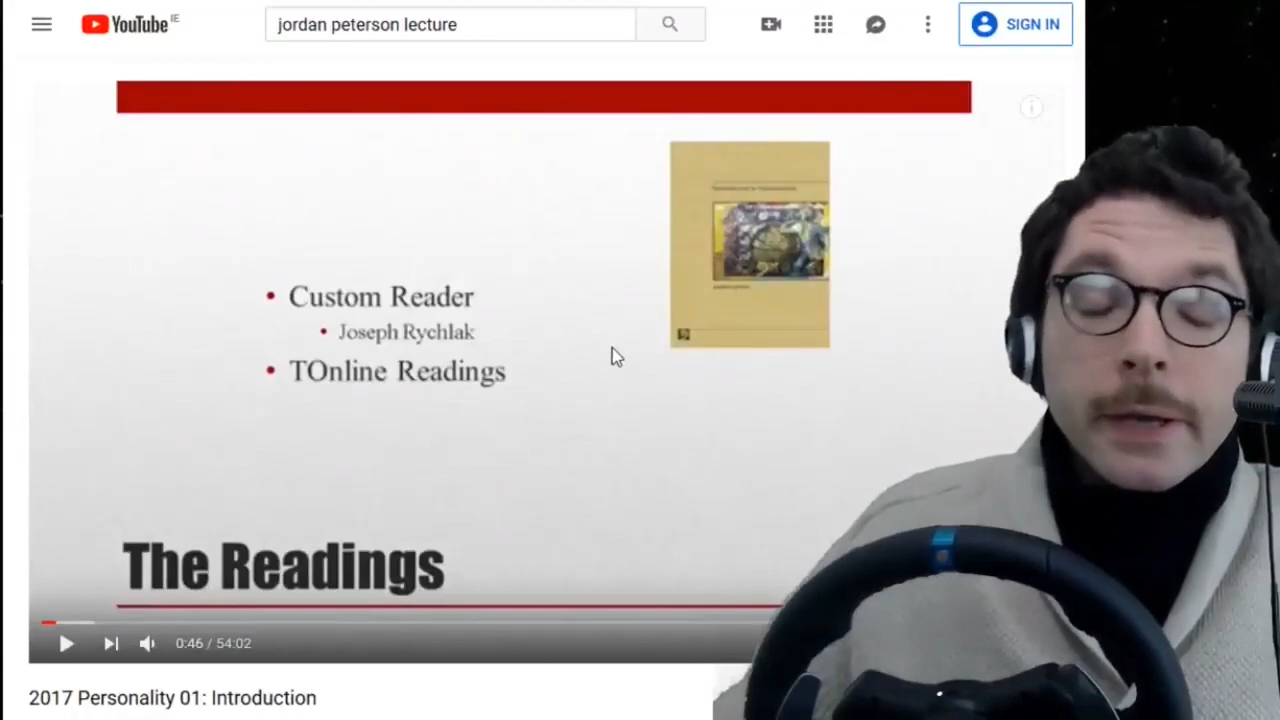 YouTube IE
jordan peterson lecture
SIGN IN
• Custom Reader
• Joseph Rychlak
• TOnline Readings
The Readings
0:46 / 54:02
2017 Personality 01: Introduction